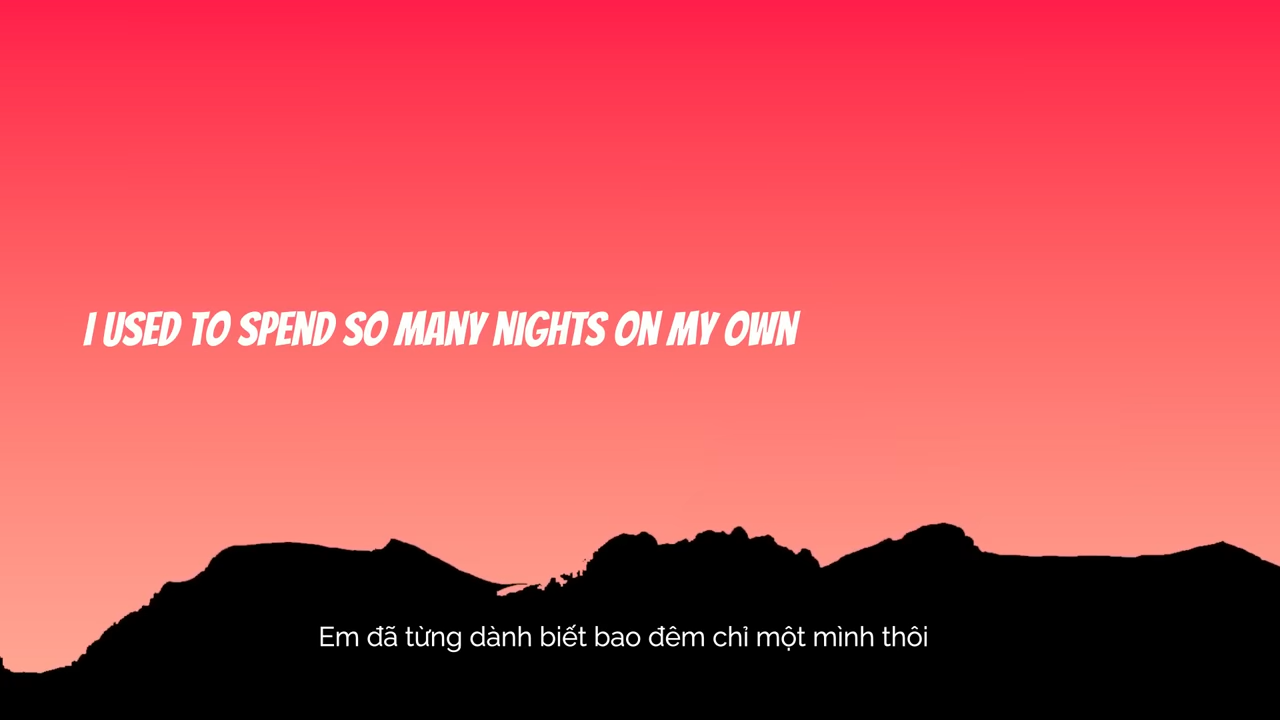 I USED TO SPEND SO MANY NIGHTS ON MY OWN
Em đã từng dành biết bao đêm chỉ một mình thôi